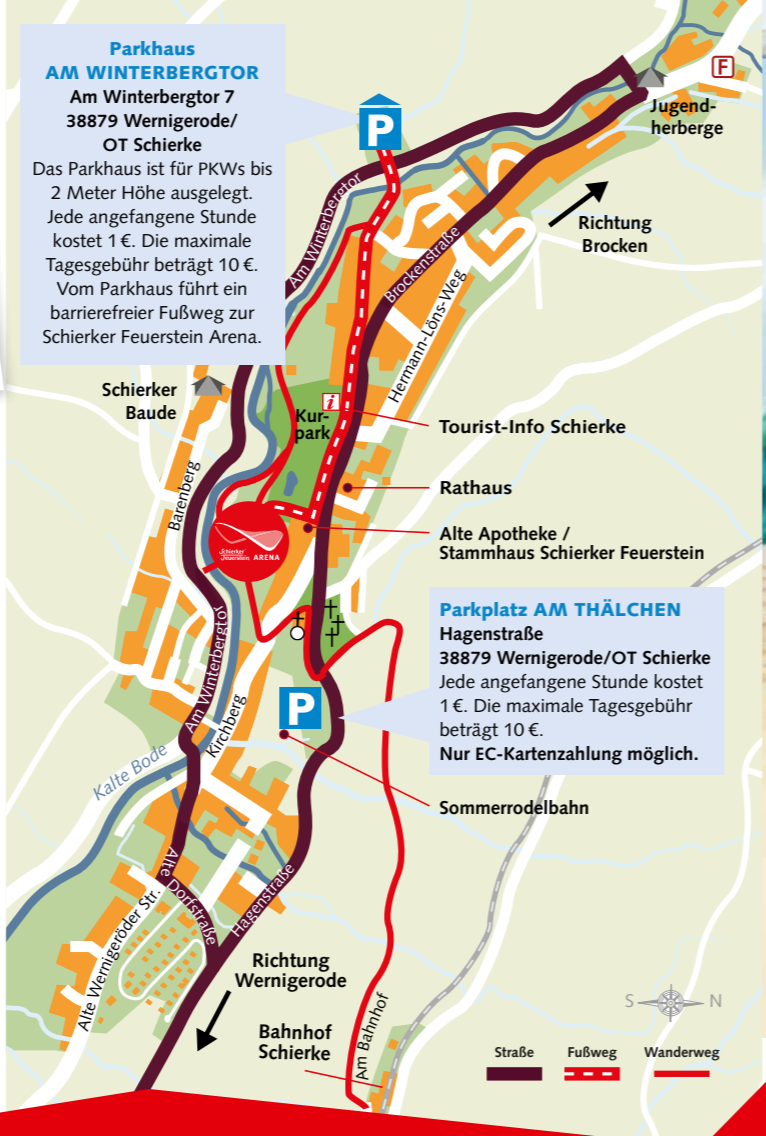 Parkhaus
AM WINTERBERGTOR
Am Winterbergtor 7
38879 Wernigerode/
OT Schierke
Das Parkhaus ist für PKWs bis
2 Meter Höhe ausgelegt.
Jede angefangene Stunde
kostet 1 €. Die maximale
Tagesgebühr beträgt 10 €.
Vom Parkhaus führt ein
barrierefreier Fußweg zur
Schierker Feuerstein Arena.
P
F
Jugend-
herberge
Richtung
Brocken
Am Winterbergtor
Brockenstraße
Hermann-Löns-Weg
Schierker
Baude
i
Kur-
park
Tourist-Info Schierke
Rathaus
Barenberg
Schierker
Feuerstein ARENA
Alte Apotheke /
Stammhaus Schierker Feuerstein
Parkplatz AM THÄLCHEN
Hagenstraße
38879 Wernigerode/OT Schierke
Jede angefangene Stunde kostet
1 €. Die maximale Tagesgebühr
beträgt 10 €.
Nur EC-Kartenzahlung möglich.
Am Winterbergtor
Kirchberg
P
Kalte Bode
Sommerrodelbahn
Alte
Dorfstraße
Hagenstraße
Alte Wernigeröder Str.
Richtung
Wernigerode
Bahnhof
Schierke
Am Bahnhof
S N
Straße Fußweg Wanderweg